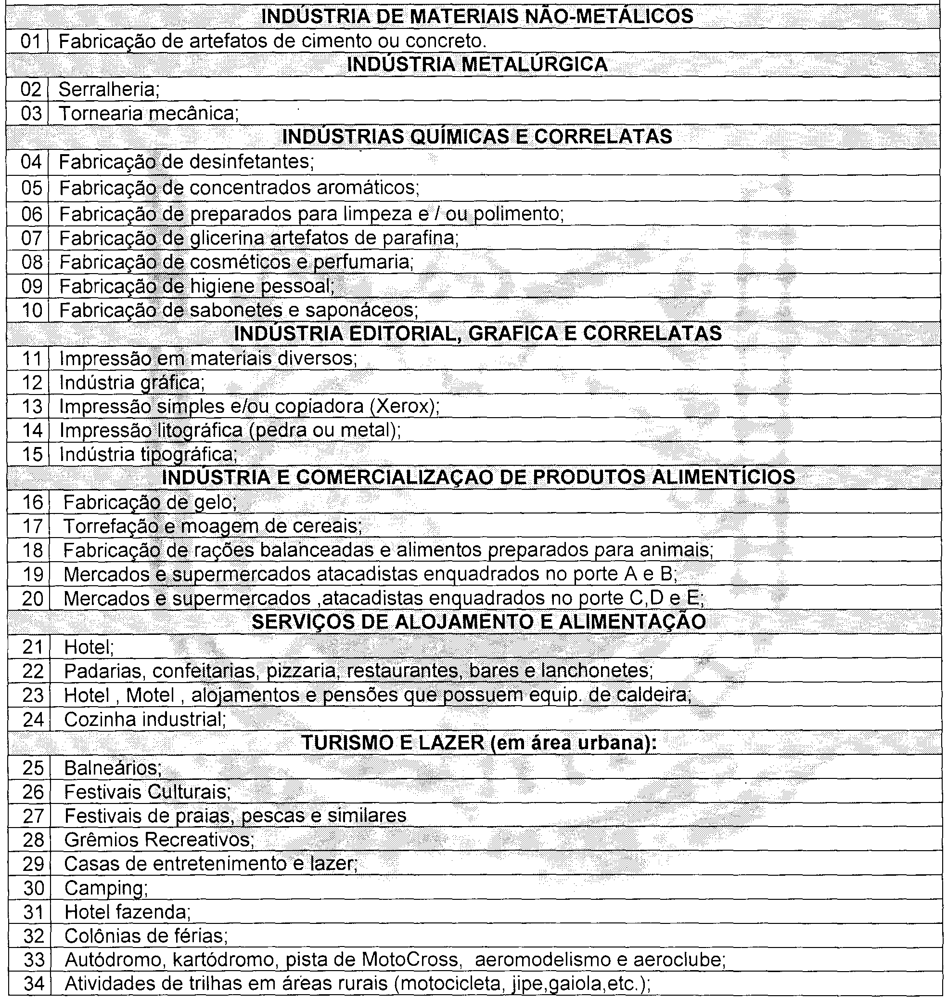 INDÚSTRIA DE MATERIAIS NÃO-METÁLICOS
01 Fabricação de artefatos de cimento ou concreto.
INDÚSTRIA METALÚRGICA
02 Serralheria;
03 Tornearia mecânica;
INDÚSTRIAS QUÍMICAS E CORRELATAS
04 Fabricação de desinfetantes;
05 Fabricação de concentrados aromáticos;
06 Fabricação de preparados para limpeza e / ou polimento;
07 Fabricação de glicerina artefatos de parafina;
08 Fabricação de cosméticos e perfumaria;
09 Fabricação de higiene pessoal;
10 Fabricação de sabonetes e saponáceos;
INDÚSTRIA EDITORIAL, GRAFICA E CORRELATAS
11 Impressão em materiais diversos;
12 Indústria gráfica;
13 Impressão simples e/ou copiadora (Xerox);
14 Impressão litográfica (pedra ou metal);
15 Indústria tipográfica;
INDÚSTRIA E COMERCIALIZAÇAO DE PRODUTOS ALIMENTÍCIOS
16 Fabricação de gelo;
17 Torrefação e moagem de cereais;
18 Fabricação de rações balanceadas e alimentos preparados para animais;
19 Mercados e supermercados atacadistas enquadrados no porte A e B;
20 Mercados e supermercados ,atacadistas enquadrados no porte C,D e E;
SERVIÇOS DE ALOJAMENTO E ALIMENTAÇÃO
21 Hotel;
22 Padarias, confeitarias, pizzaria, restaurantes, bares e lanchonetes;
23 Hotel , Motel , alojamentos e pensões que possuem equip. de caldeira;
24 Cozinha industrial;
TURISMO E LAZER (em área urbana):
25 Balneários;
26 Festivais Culturais;
27 Festivais de praias, pescas e similares
28 Grêmios Recreativos;
29 Casas de entretenimento e lazer;
30 Camping;
31 Hotel fazenda;
32 Colônias de férias;
33 Autódromo, kartódromo, pista de MotoCross, aeromodelismo e aeroclube;
34 Atividades de trilhas em áreas rurais (motocicleta, jipe,gaiola,etc.);